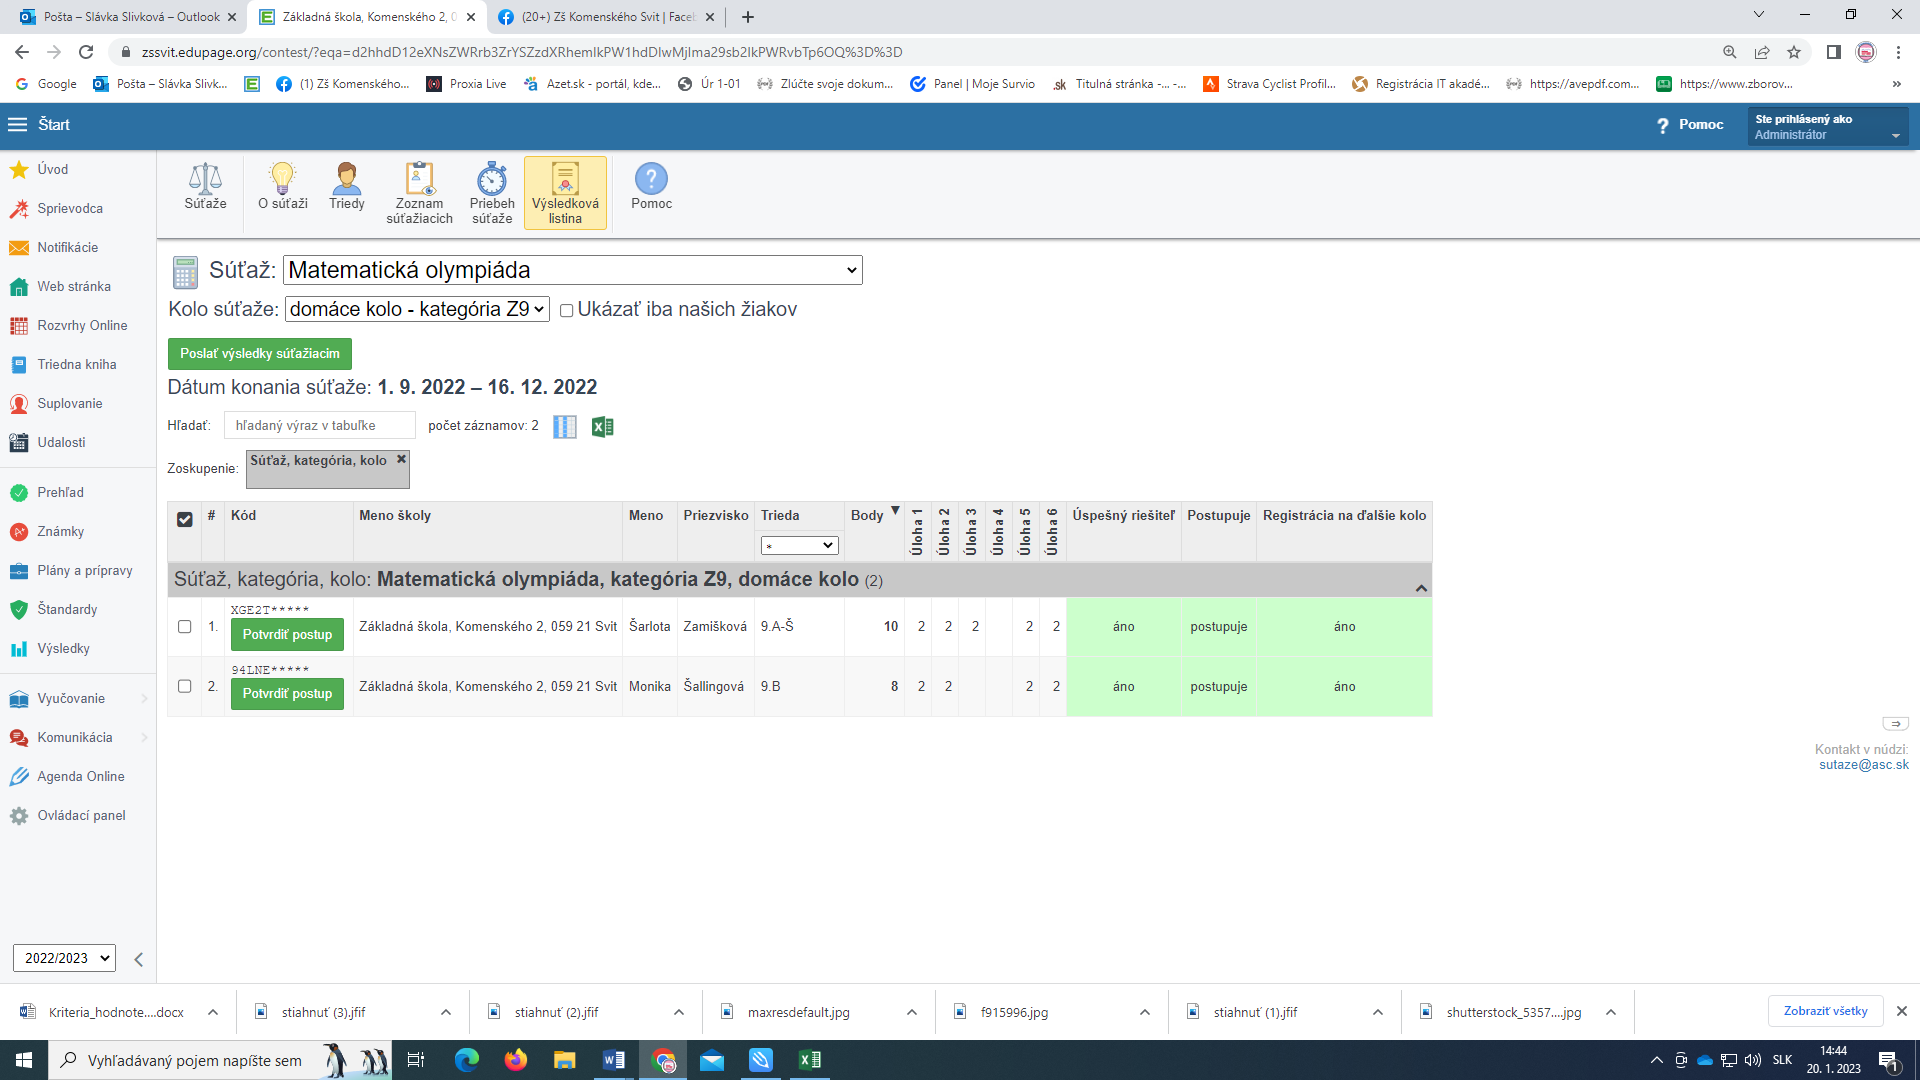 Pošta – Slávka Slivková – Outlook
Základná škola, Komenského 2, 0
(20+) Zš Komenského Svit | Faceb
zssvit.edupage.org/contest/?eqa=
Google
Pošta – Slávka Slivk...
(1) Zš Komenského...
Proxia Live
Azet.sk - portál, kde...
Úr 1-01
Zlúčte svoje dokum...
Panel | Moje Survio
.sk Titulná stránka -... -...
Strava Cyclist Profil...
Registrácia IT akadé...
https://avepdf.com...
https://www.zborov...
»
Štart
? Pomoc
Ste prihlásený ako
Administrátor
Úvod
Sprievodca
Notifikácie
Web stránka
Rozvrhy Online
Triedna kniha
Suplovanie
Udalosti
Prehľad
Známky
Plány a prípravy
Štandardy
Výsledky
Vyučovanie
Komunikácia
Agenda Online
Ovládací panel
2022/2023
Súťaže
O súťaži
Triedy
Zoznam súťažiacich
Priebeh súťaže
Výsledková listina
Pomoc
Súťaž: Matematická olympiáda
Kolo súťaže: domáce kolo - kategória Z9 Ukázať iba našich žiakov
Poslať výsledky súťažiacim
Dátum konania súťaže: 1. 9. 2022 – 16. 12. 2022
Hľadať: hľadaný výraz v tabuľke počet záznamov: 2
Zoskupenie: Súťaž, kategória, kolo
# Kód Meno školy Meno Priezvisko Trieda Body Úloha 1 Úloha 2 Úloha 3 Úloha 4 Úloha 5 Úloha 6 Úspešný riešiteľ Postupuje Registrácia na ďalšie kolo
*
Súťaž, kategória, kolo: Matematická olympiáda, kategória Z9, domáce kolo (2)
XGE2T*****
1. Potvrdiť postup Základná škola, Komenského 2, 059 21 Svit Šarlota Zamišková 9.A-Š 10 2 2 2 2 2 áno postupuje áno
94LNE*****
2. Potvrdiť postup Základná škola, Komenského 2, 059 21 Svit Monika Šallingová 9.B 8 2 2 2 2 áno postupuje áno
Kontakt v núdzi:
sutaze@asc.sk
Kriteria_hodnote....docx
stiahnuť (3).jfif
stiahnuť (2).jfif
maxresdefault.jpg
f915996.jpg
stiahnuť (1).jfif
shutterstock_5357....jpg
Zobraziť všetky
Vyhľadávaný pojem napíšte sem
SLK
14:44
20. 1. 2023
1